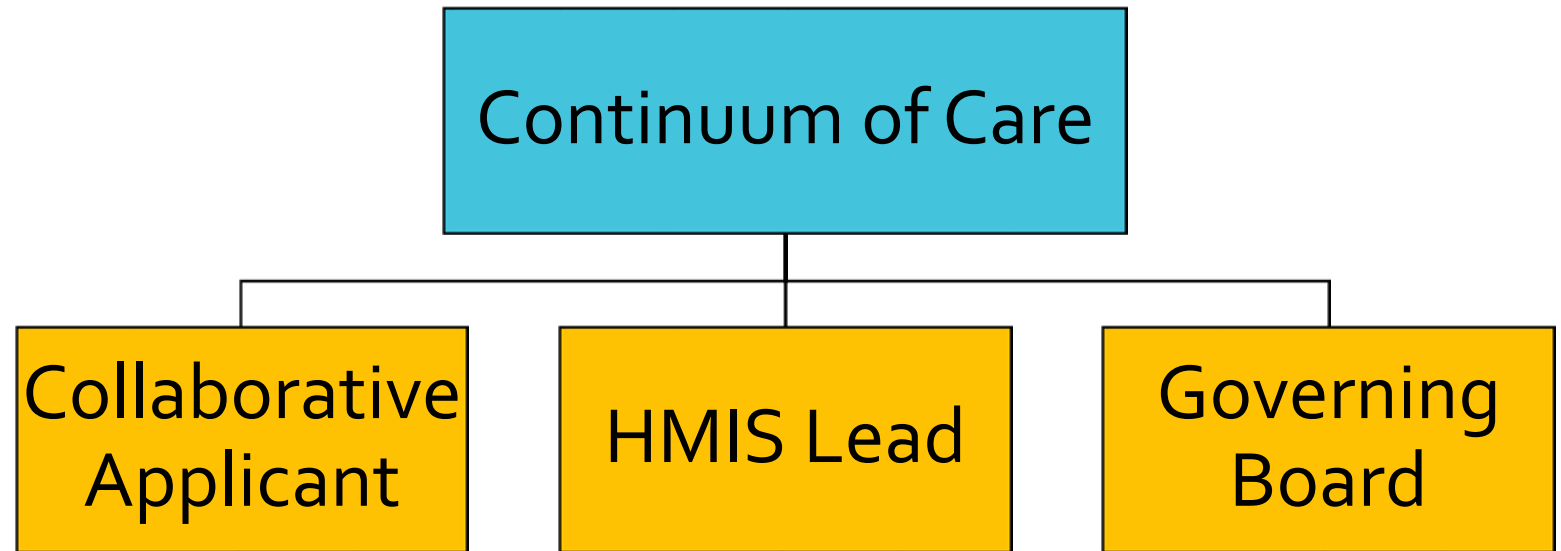 Continuum of Care
Collaborative
Applicant
HMIS Lead
Governing
Board